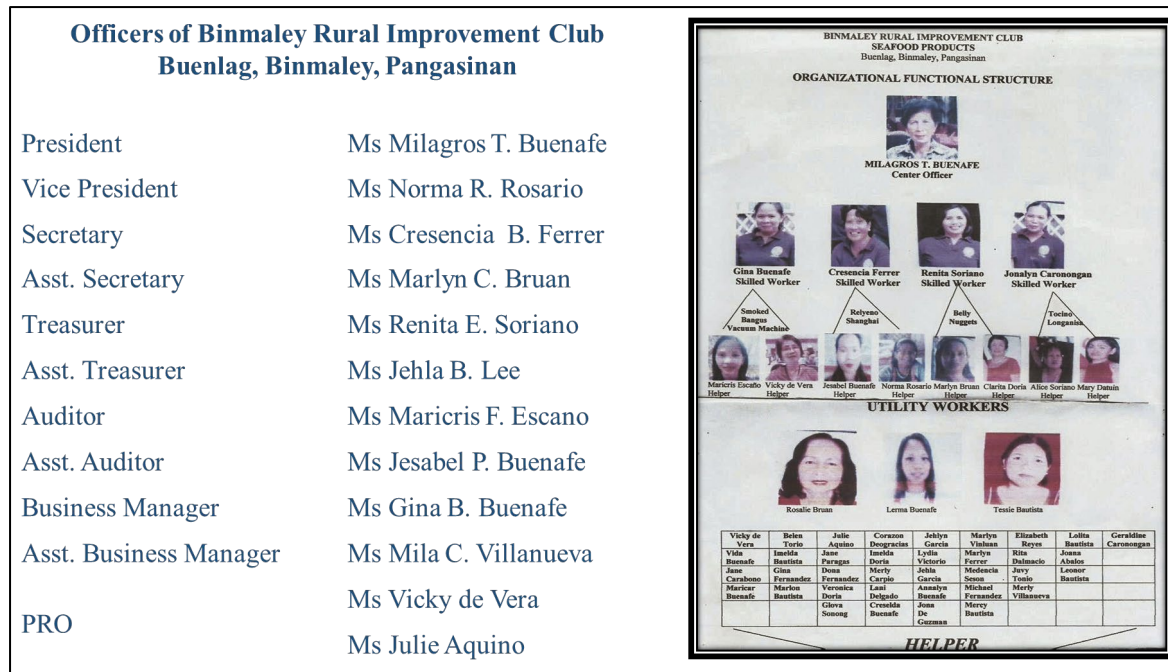 Officers of Binmaley Rural Improvement Club
Buenlag, Binmaley, Pangasinan
President Ms Milagros T. Buenafe
Vice President Ms Norma R. Rosario
Secretary Ms Cresencia B. Ferrer
Asst. Secretary Ms Marlyn C. Bruan
Treasurer Ms Renita E. Soriano
Asst. Treasurer Ms Jehla B. Lee
Auditor Ms Maricris F. Escano
Asst. Auditor Ms Jesabel P. Buenafe
Business Manager Ms Gina B. Buenafe
Asst. Business Manager Ms Mila C. Villanueva
PRO Ms Vicky de Vera
Ms Julie Aquino
BINMALEY RURAL IMPROVEMENT CLUB
SEAFOOD PRODUCTS
Buenlag, Binmaley, Pangasinan
ORGANIZATIONAL FUNCTIONAL STRUCTURE
MILAGROS T. BUENAFE
Center Officer
Gina Buenafe Cresencia Ferrer Renita Soriano Jonalyn Caronongan
Skilled Worker Skilled Worker Skilled Worker Skilled Worker
Smoked Bangus Vacuum Machine
Relyeno Shanghai
Belly Nuggets
Tocino Longanisa
Maricris Escaño Vicky de Vera Jesabel Buenafe Norma Rosario Marlyn Bruan Clarita Doria Alice Soriano Mary Datuin
Helper Helper Helper Helper Helper Helper Helper Helper
UTILITY WORKERS
Rosalie Bruan Lerma Buenafe Tessie Bautista
Vicky de Vera Belen Torio Julie Aquino Corazon Deogracias Jehlyn Garcia Marlyn Vinluan Elizabeth Reyes Lolita Bautista Geraldine Caronongan
Vida Buenafe Imelda Bautista Jane Paragas Imelda Doria Lydia Victorio Marlyn Ferrer Rita Dalmacio Joana Abalos
Jane Carabono Gina Fernandez Dona Fernandez Merly Carpio Jehla Garcia Medencia Seson Juvy Tonio Leonor Bautista
Maricar Buenafe Marlon Bautista Veronica Doria Lani Delgado Annalyn Buenafe Michael Fernandez Merly Villanueva
Glova Sonong Creselda Buenafe Jona De Guzman Mercy Bautista
HELPER